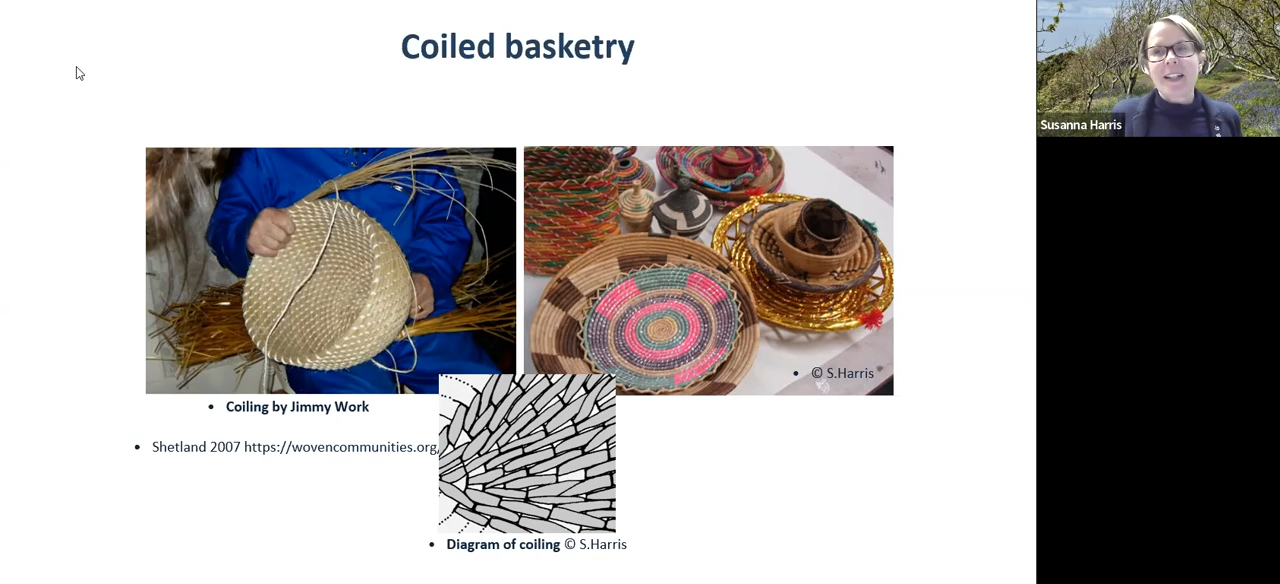 Coiled basketry
Susanna Harris
• © S.Harris
• Coiling by Jimmy Work
• Shetland 2007 https://wovencommunities.org/
• Diagram of coiling © S.Harris